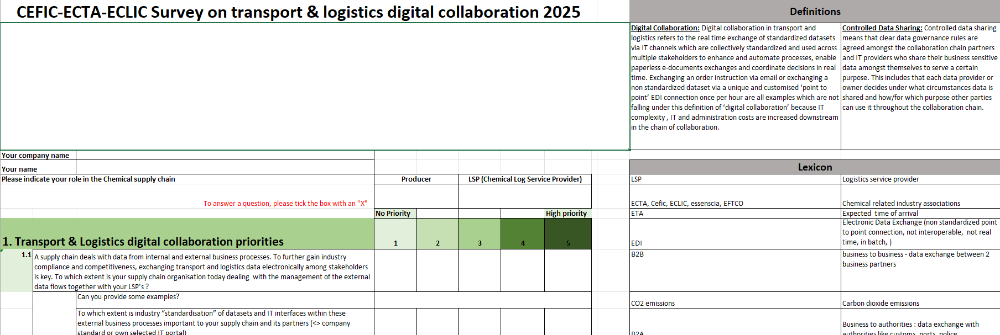 CEFIC-ECTA-ECLIC Survey on transport & logistics digital collaboration 2025
Definitions
Digital Collaboration: Digital collaboration in transport and
logistics refers to the real time exchange of standardized datasets
via IT channels which are collectively standardized and used across
multiple stakeholders to enhance and automate processes, enable
paperless e-documents exchanges and coordinate decisions in real
time. Exchanging an order instruction via email or exchanging a
non standardized dataset via a unique and customised ‘point to
point’ EDI connection once per hour are all examples which are not
falling under this definition of ‘digital collaboration’ because IT
complexity , IT and administration costs are increased downstream
in the chain of collaboration.
Controlled Data Sharing: Controlled data sharing
means that clear data governance rules are
agreed amongst the collaboration chain partners
and IT providers who share their business sensitive
data amongst themselves to serve a certain
purpose. This includes that each data provider or
owner decides under what circumstances data is
shared and how/for which purpose other parties
can use it throughout the collaboration chain.
Your company name
Your name
Please indicate your role in the Chemical supply chain
Producer
LSP (Chemical Log Service Provider)
To answer a question, please tick the box with an "X"
No Priority
High priority
1. Transport & Logistics digital collaboration priorities
1
2
3
4
5
1.1
A supply chain deals with data from internal and external business processes. To further gain industry
compliance and competitiveness, exchanging transport and logistics data electronically among stakeholders
is key. To which extent is your supply chain organisation today dealing with the management of the external
data flows together with your LSP's ?
Can you provide some examples?
To which extent is industry “standardisation” of datasets and IT interfaces within these
external business processes important to your supply chain and its partners (<> company
standard or own selected IT portal)
Lexicon
LSP
Logistics service provider
ECTA, Cefic, ECLIC, essenscia, EFTCO
Chemical related industry associations
ETA
Expected time of arrival
EDI
Electronic Data Exchange (non standardized point
to point connection, not interoperable, not real
time, in batch, )
B2B
business to business - data exchange between 2
business partners
CO2 emissions
Carbon dioxide emissions
B2A
Business to authorities : data exchange with
authorities like customs, ports, police